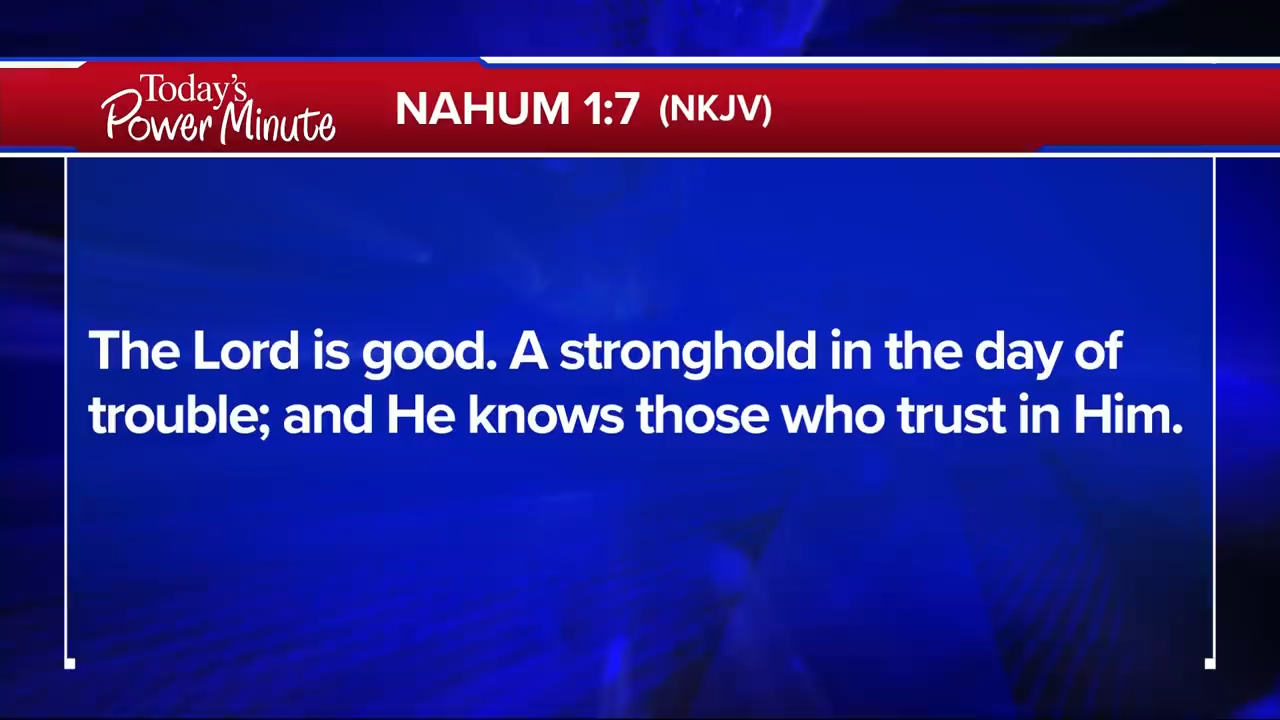 Today's
Power Minute
NAHUM 1:7 (NKJV)
The Lord is good. A stronghold in the day of
trouble; and He knows those who trust in Him.